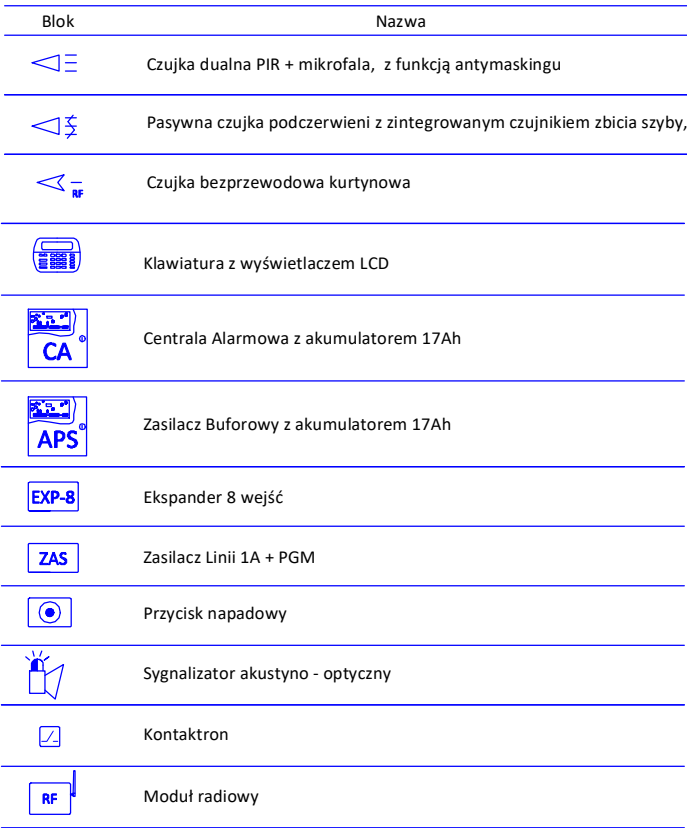 Blok Nazwa
Czujka dualna PIR + mikrofala, z funkcją antymaskingu
Pasywna czujka podczerwieni z zintegrowanym czujnikiem zbicia szyby,
RF Czujka bezprzewodowa kurtynowa
Klawiatura z wyświetlaczem LCD
CA Centrala Alarmowa z akumulatorem 17Ah
APS Zasilacz Buforowy z akumulatorem 17Ah
EXP-8 Ekspander 8 wejść
ZAS Zasilacz Linii 1A + PGM
Przycisk napadowy
Sygnalizator akustyno - optyczny
Kontaktron
RF Moduł radiowy